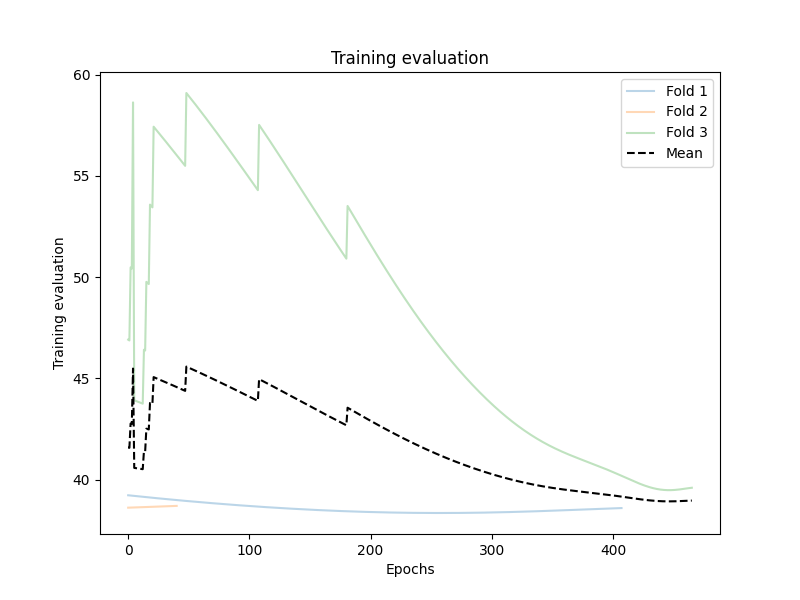 Training evaluation
60
55
50
45
40
Training evaluation
0
100
200
300
400
Epochs
Fold 1
Fold 2
Fold 3
Mean